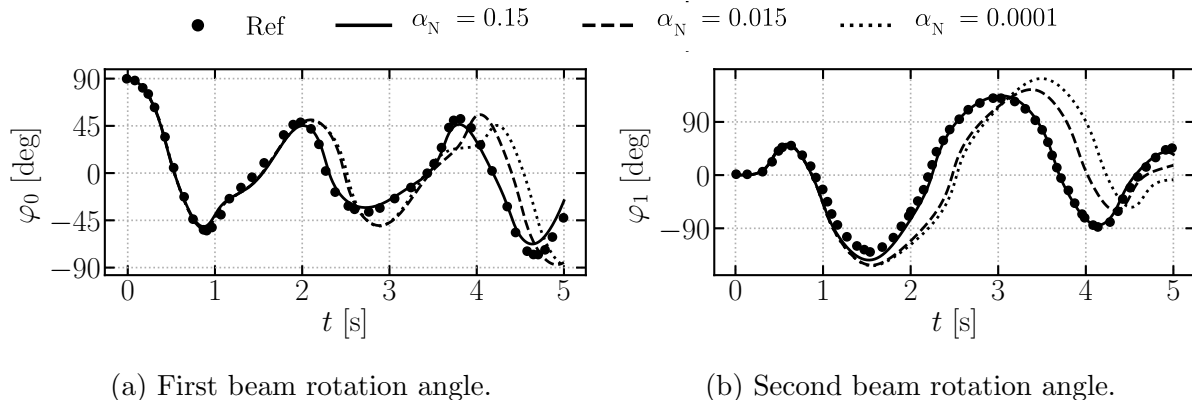 Ref α_N = 0.15 α_N = 0.015 α_N = 0.0001
φ₀ [deg]
90
45
0
−45
−90
0 1 2 3 4 5
t [s]
φ₁ [deg]
90
0
−90
0 1 2 3 4 5
t [s]
(a) First beam rotation angle.
(b) Second beam rotation angle.